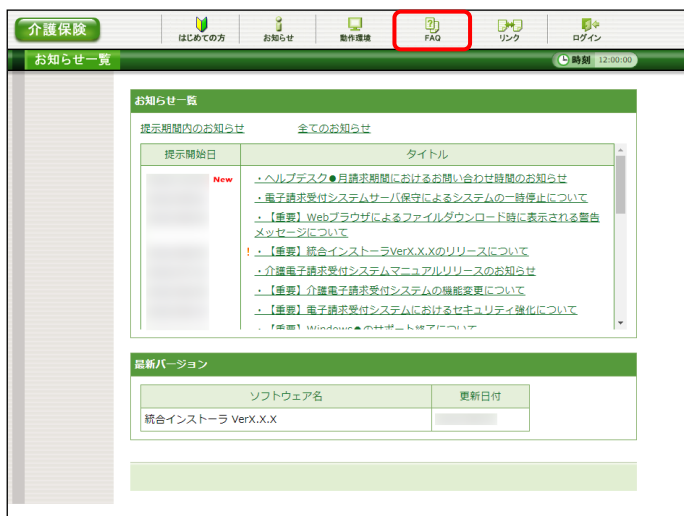 介護保険
はじめての方
お知らせ
動作環境
FAQ
リンク
ログイン
お知らせ一覧
時刻 12:00:00
お知らせ一覧
提示期間内のお知らせ 全てのお知らせ
提示開始日 タイトル
New ・ヘルプデスク●月請求期間におけるお問い合わせ時間のお知らせ
・電子請求受付システムサーバ保守によるシステムの一時停止について
・【重要】Webブラウザによるファイルダウンロード時に表示される警告
メッセージについて
! ・【重要】統合インストーラVerX.X.Xのリリースについて
・介護電子請求受付システムマニュアルリリースのお知らせ
・【重要】介護電子請求受付システムの機能変更について
・【重要】電子請求受付システムにおけるセキュリティ強化について
・【重要】Windows●のサポート終了について
最新バージョン
ソフトウェア名 更新日付
統合インストーラ VerX.X.X